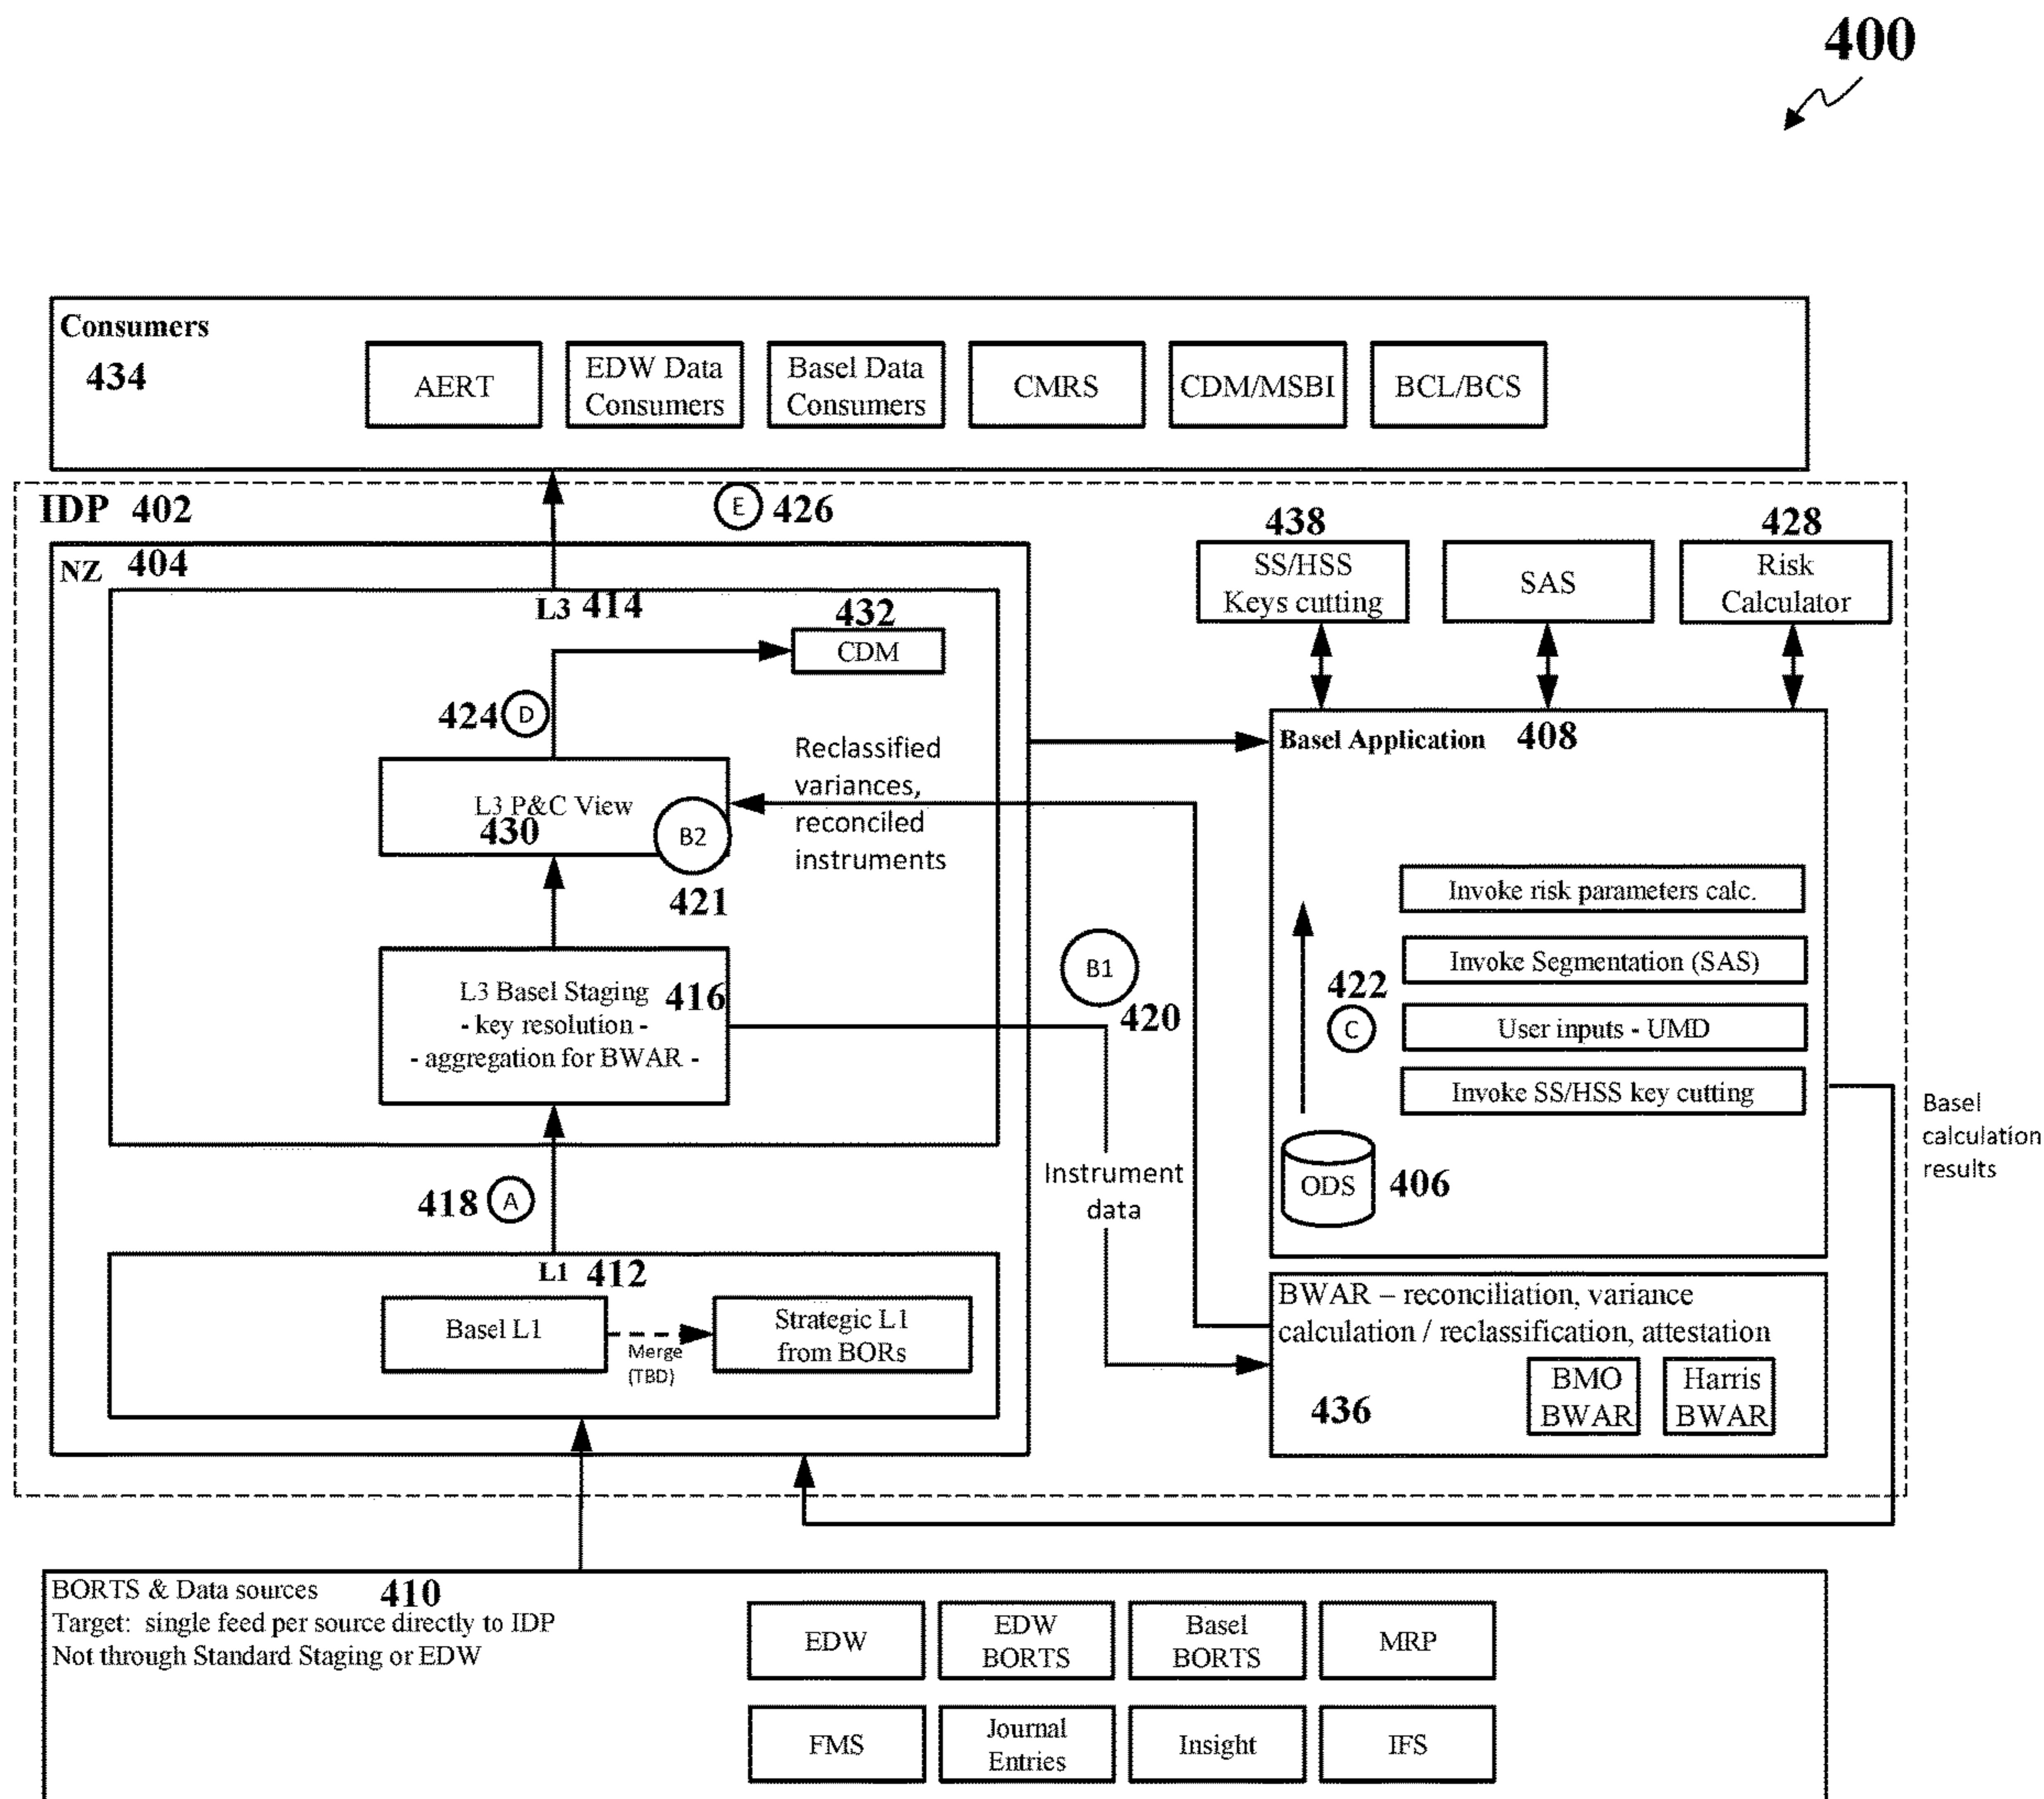 400
Consumers
434
AERT
EDW Data
Consumers
Basel Data
Consumers
CMRS
CDM/MSBI
BCL/BCS
IDP 402
E 426
NZ 404
L3 414
432
CDM
424 D
L3 P&C View
430
B2
421
Reclassified
variances,
reconciled
instruments
L3 Basel Staging 416
- key resolution -
- aggregation for BWAR -
B1
420
418 A
Instrument
data
L1 412
Basel L1
Merge
(TBD)
Strategic L1
from BORs
438
SS/HSS
Keys cutting
SAS
428
Risk
Calculator
Basel Application 408
Invoke risk parameters calc.
Invoke Segmentation (SAS)
422
C
User inputs - UMD
Invoke SS/HSS key cutting
ODS 406
Basel
calculation
results
BWAR – reconciliation, variance
calculation / reclassification, attestation
436
BMO
BWAR
Harris
BWAR
BORTS & Data sources 410
Target: single feed per source directly to IDP
Not through Standard Staging or EDW
EDW
EDW
BORTS
Basel
BORTS
MRP
FMS
Journal
Entries
Insight
IFS